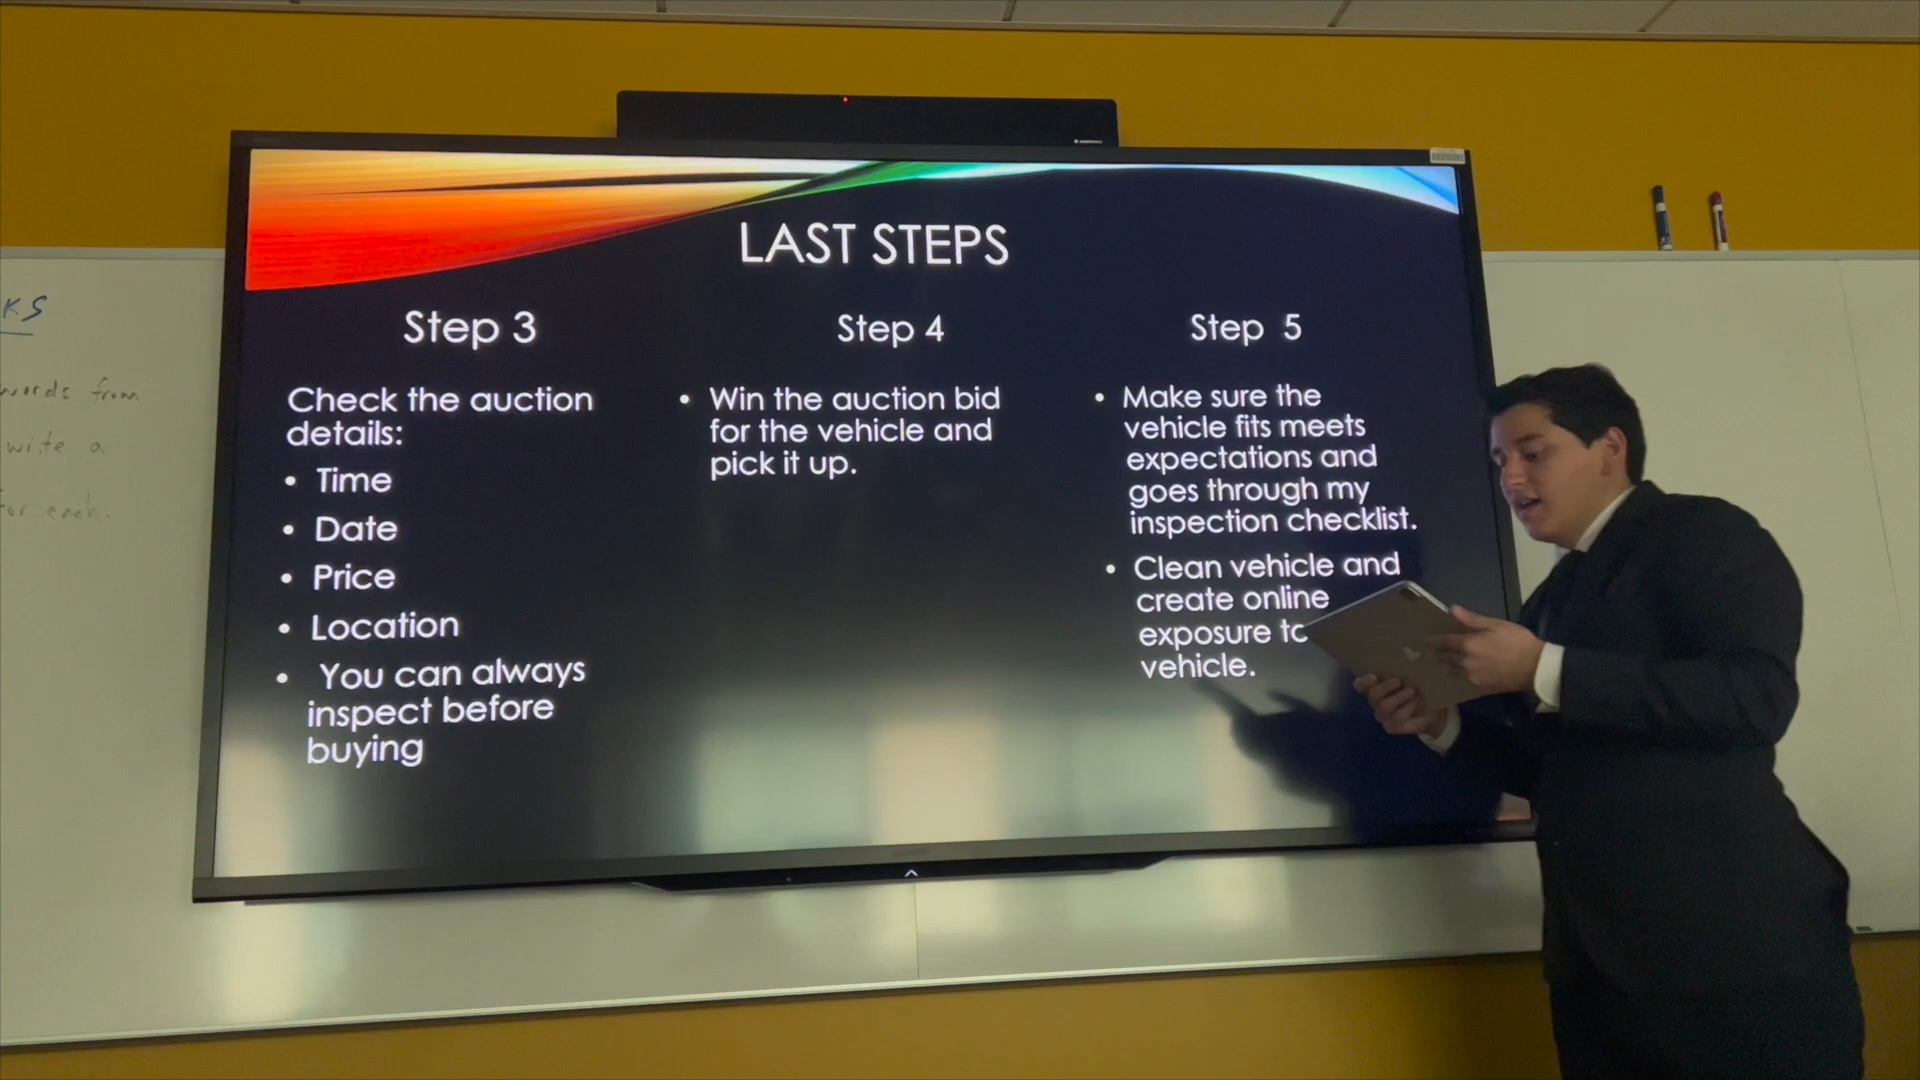 LAST STEPS
Step 3
Check the auction
details:
• Time
• Date
• Price
• Location
• You can always
inspect before
buying
Step 4
• Win the auction bid
for the vehicle and
pick it up.
Step 5
• Make sure the
vehicle fits meets
expectations and
goes through my
inspection checklist.
• Clean vehicle and
create online
exposure to
vehicle.
KS
words from
write a
for each.